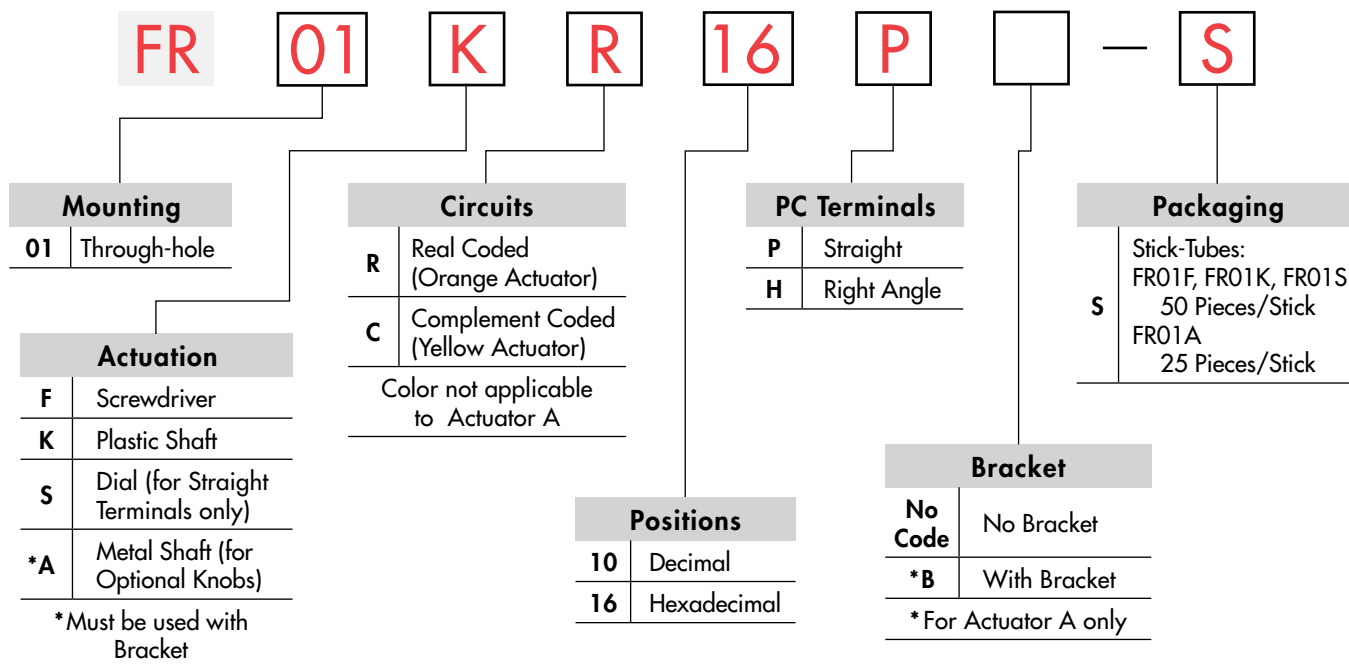 FR 01 K R 16 P — S
Mounting
01 Through-hole
Actuation
F Screwdriver
K Plastic Shaft
S Dial (for Straight
Terminals only)
*A Metal Shaft (for
Optional Knobs)
*Must be used with
Bracket
Circuits
R Real Coded
(Orange Actuator)
C Complement Coded
(Yellow Actuator)
Color not applicable
to Actuator A
Positions
10 Decimal
16 Hexadecimal
PC Terminals
P Straight
H Right Angle
Bracket
No
Code No Bracket
*B With Bracket
*For Actuator A only
Packaging
S Stick-Tubes:
FR01F, FR01K, FR01S
50 Pieces/Stick
FR01A
25 Pieces/Stick